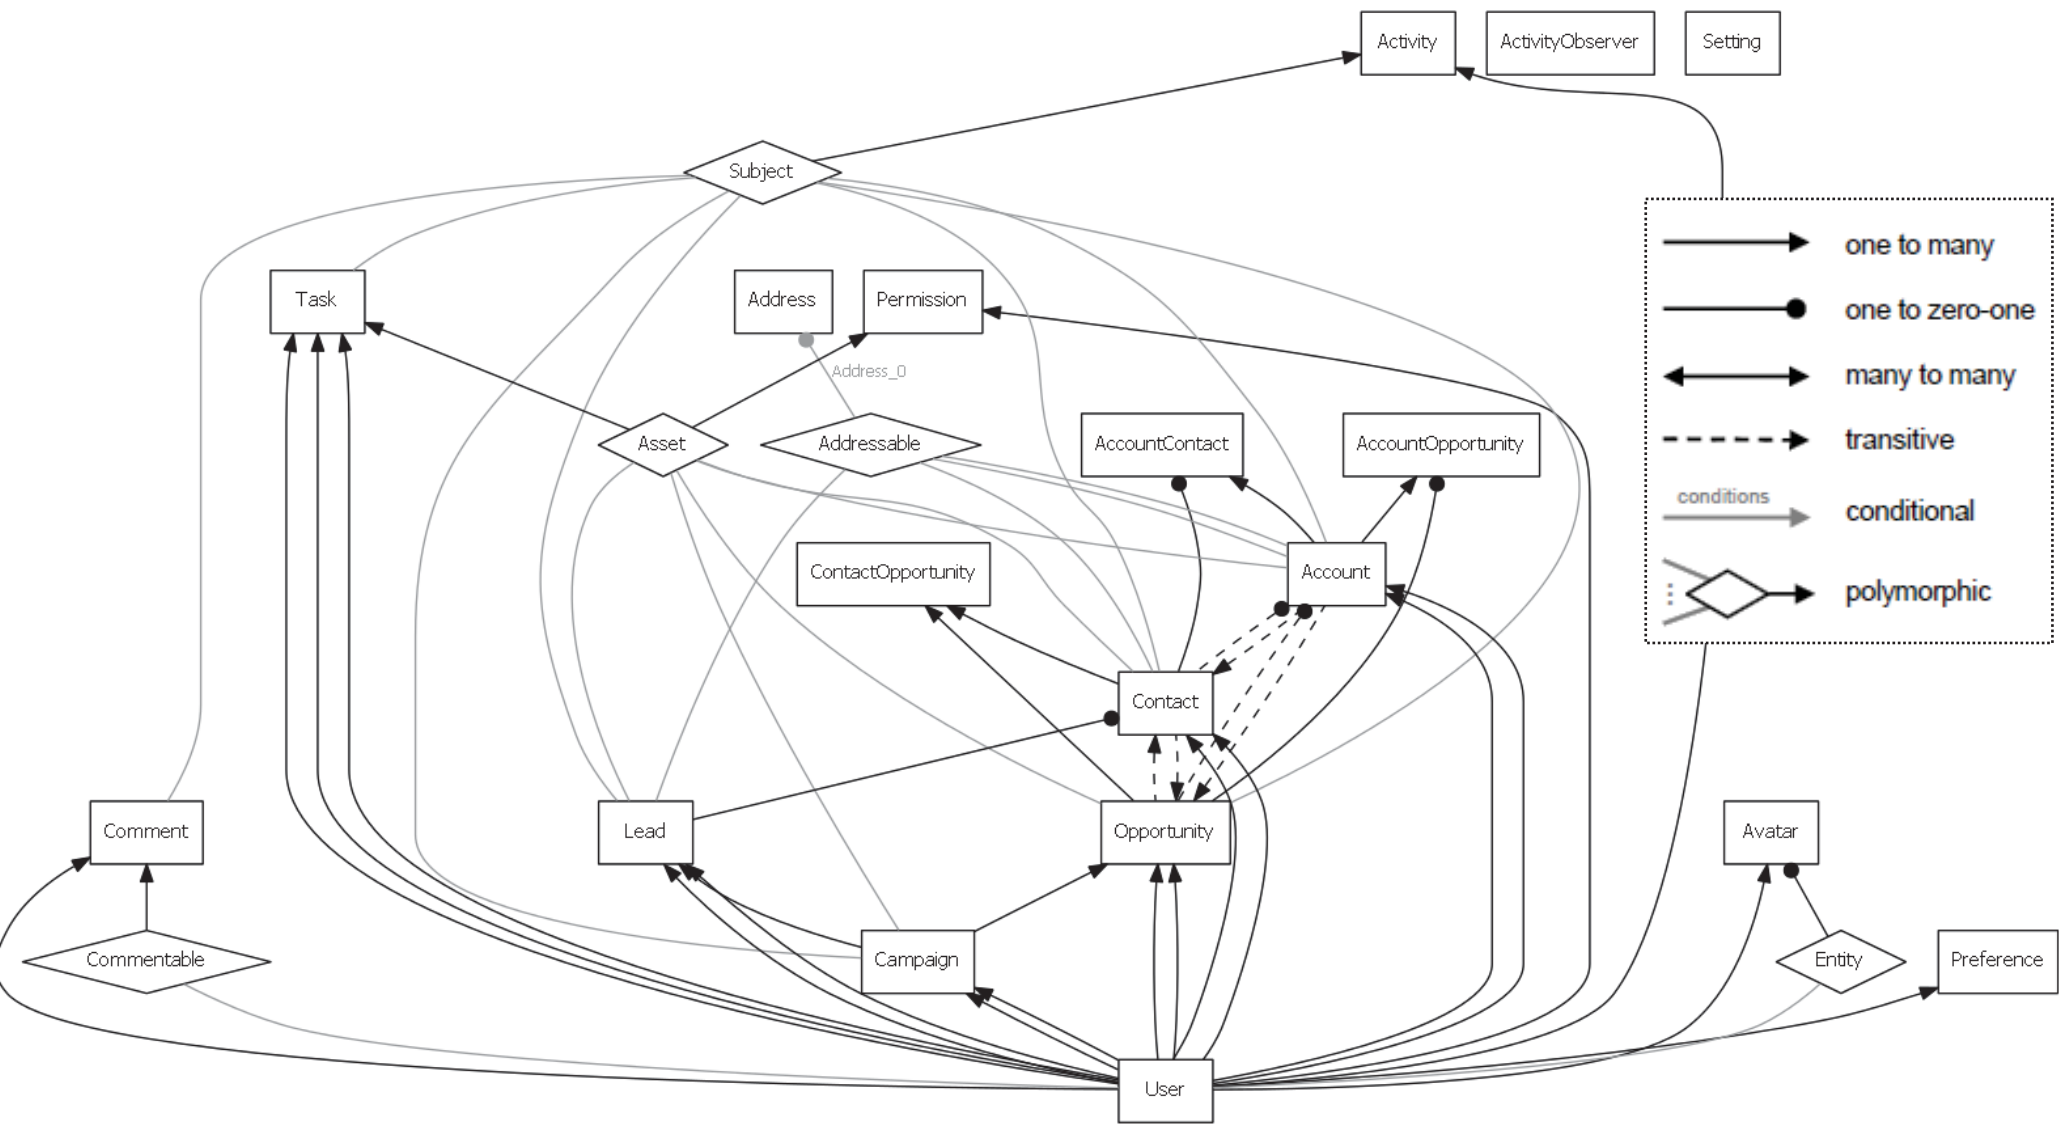 Activity
ActivityObserver
Setting
Subject
one to many
Task
Address
Permission
one to zero-one
Address_0
many to many
Asset
Addressable
AccountContact
AccountOpportunity
transitive
conditions
conditional
ContactOpportunity
Account
polymorphic
Contact
Comment
Lead
Opportunity
Avatar
Commentable
Campaign
Entity
Preference
User